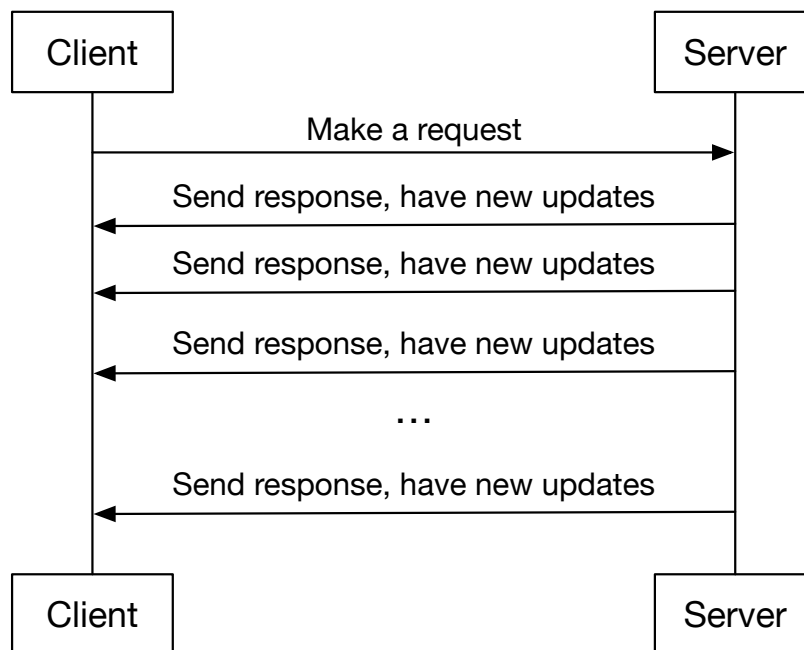 Client
Server
Make a request
Send response, have new updates
Send response, have new updates
Send response, have new updates
...
Send response, have new updates
Client
Server